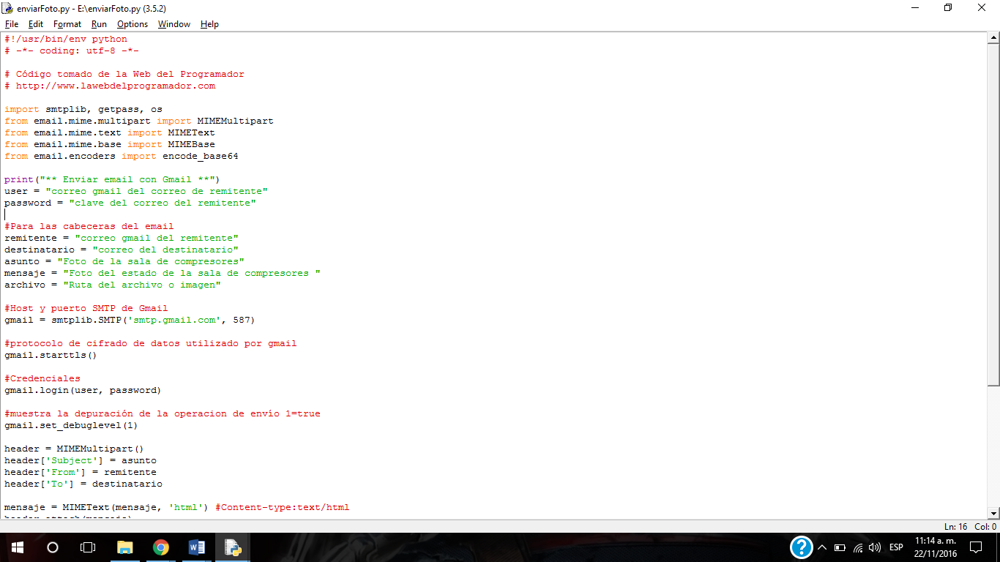 enviarFoto.py - E:\enviarFoto.py (3.5.2)
File Edit Format Run Options Window Help
#!/usr/bin/env python
# -*- coding: utf-8 -*-
# Código tomado de la Web del Programador
# http://www.lawebdelprogramador.com
import smtplib, getpass, os
from email.mime.multipart import MIMEMultipart
from email.mime.text import MIMEText
from email.mime.base import MIMEBase
from email.encoders import encode_base64
print("** Enviar email con Gmail **")
user = "correo gmail del correo de remitente"
password = "clave del correo del remitente"
#Para las cabeceras del email
remitente = "correo gmail del remitente"
destinatario = "correo del destinatario"
asunto = "Foto de la sala de compresores"
mensaje = "Foto del estado de la sala de compresores "
archivo = "Ruta del archivo o imagen"
#Host y puerto SMTP de Gmail
gmail = smtplib.SMTP('smtp.gmail.com', 587)
#protocolo de cifrado de datos utilizado por gmail
gmail.starttls()
#Credenciales
gmail.login(user, password)
#muestra la depuración de la operacion de envío 1=true
gmail.set_debuglevel(1)
header = MIMEMultipart()
header['Subject'] = asunto
header['From'] = remitente
header['To'] = destinatario
mensaje = MIMEText(mensaje, 'html') #Content-type:text/html
Ln: 16 Col: 0
ESP
11:14 a. m.
22/11/2016